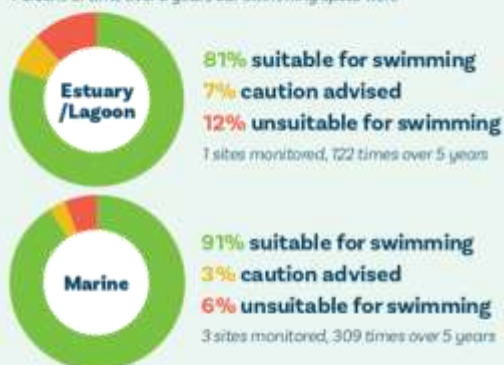 Estuary
/Lagoon
81% suitable for swimming
7% caution advised
12% unsuitable for swimming
1 sites monitored, 122 times over 5 years
Marine
91% suitable for swimming
3% caution advised
6% unsuitable for swimming
3 sites monitored, 309 times over 5 years